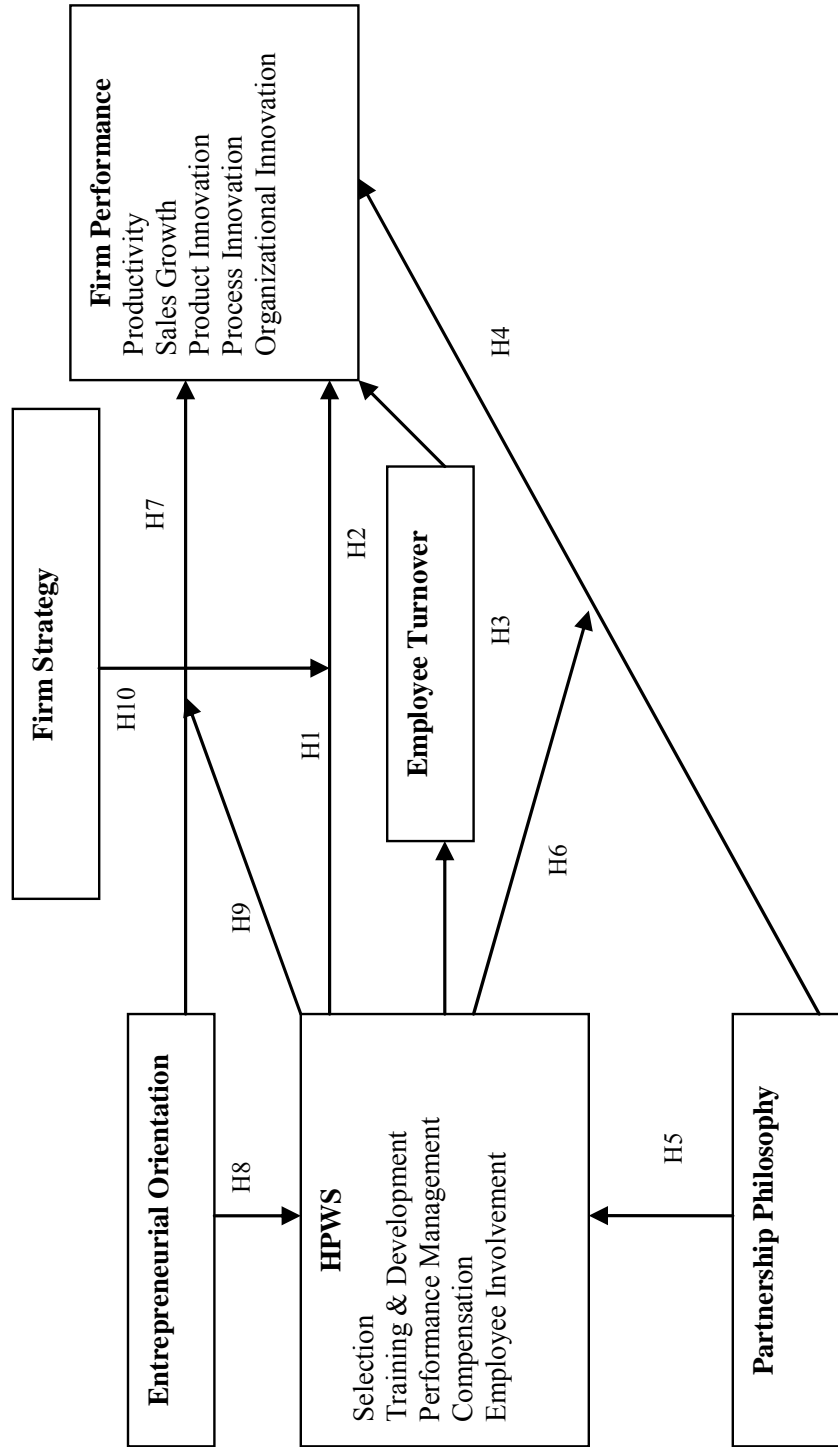 Firm Strategy
H10
Entrepreneurial Orientation
H7
H8
H9
Firm Performance
Productivity
Sales Growth
Product Innovation
Process Innovation
Organizational Innovation
HPWS
Selection
Training & Development
Performance Management
Compensation
Employee Involvement
H1
H2
Employee Turnover
H3
H6
H4
H5
Partnership Philosophy